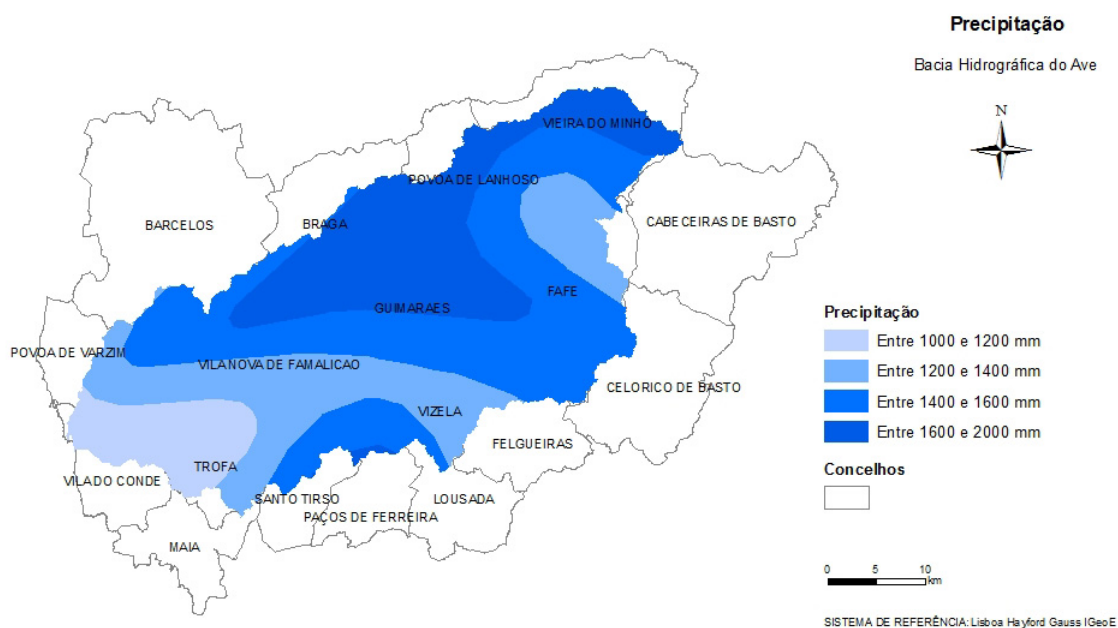 Precipitação
Bacia Hidrográfica do Ave
N
VIEIRA DO MINHO
POVOA DE LANHOSO
BARCELOS
BRAGA
CABECEIRAS DE BASTO
FAFE
GUIMARAES
POVOA DE VARZIM
VILA NOVA DE FAMALICAO
CELORICO DE BASTO
VIZELA
FELGUEIRAS
TROFA
VILA DO CONDE
SANTO TIRSO
LOUSADA
PAÇOS DE FERREIRA
MAIA
Precipitação
Entre 1000 e 1200 mm
Entre 1200 e 1400 mm
Entre 1400 e 1600 mm
Entre 1600 e 2000 mm
Concelhos
0 5 10
km
SISTEMA DE REFERÊNCIA: Lisboa Hayford Gauss IGeoE